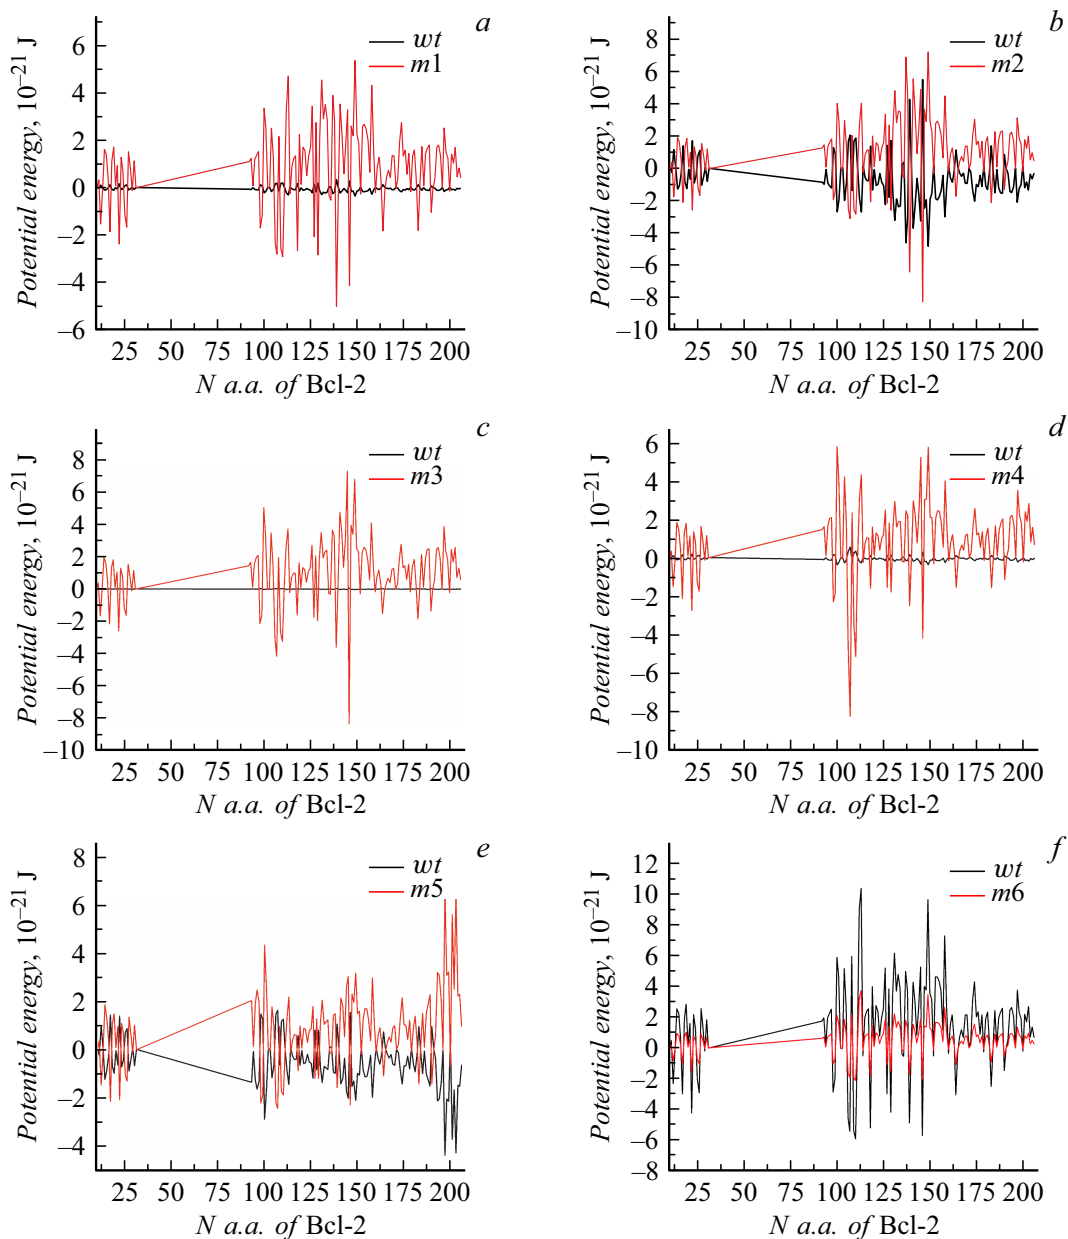 a
wt
m1
Potential energy, 10⁻²¹ J
6
4
2
0
–2
–4
–6
25 50 75 100 125 150 175 200
N a.a. of Bcl-2
b
wt
m2
Potential energy, 10⁻²¹ J
8
6
4
2
0
–2
–4
–6
–8
–10
25 50 75 100 125 150 175 200
N a.a. of Bcl-2
c
wt
m3
Potential energy, 10⁻²¹ J
8
6
4
2
0
–2
–4
–6
–8
–10
25 50 75 100 125 150 175 200
N a.a. of Bcl-2
d
wt
m4
Potential energy, 10⁻²¹ J
6
4
2
0
–2
–4
–6
–8
–10
25 50 75 100 125 150 175 200
N a.a. of Bcl-2
e
wt
m5
Potential energy, 10⁻²¹ J
8
6
4
2
0
–2
–4
25 50 75 100 125 150 175 200
N a.a. of Bcl-2
f
wt
m6
Potential energy, 10⁻²¹ J
12
10
8
6
4
2
0
–2
–4
–6
–8
25 50 75 100 125 150 175 200
N a.a. of Bcl-2